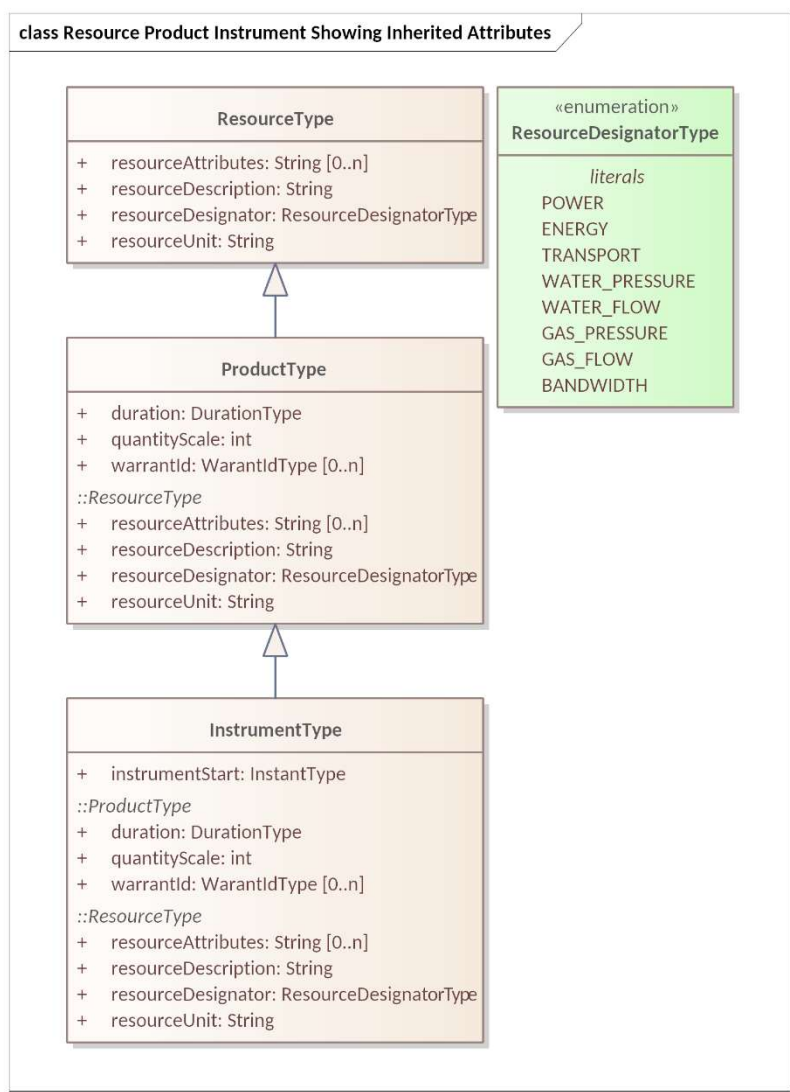 class Resource Product Instrument Showing Inherited Attributes
ResourceType
+ resourceAttributes: String [0..n]
+ resourceDescription: String
+ resourceDesignator: ResourceDesignatorType
+ resourceUnit: String
«enumeration»
ResourceDesignatorType
literals
POWER
ENERGY
TRANSPORT
WATER_PRESSURE
WATER_FLOW
GAS_PRESSURE
GAS_FLOW
BANDWIDTH
ProductType
+ duration: DurationType
+ quantityScale: int
+ warrantId: WarantIdType [0..n]
::ResourceType
+ resourceAttributes: String [0..n]
+ resourceDescription: String
+ resourceDesignator: ResourceDesignatorType
+ resourceUnit: String
InstrumentType
+ instrumentStart: InstantType
::ProductType
+ duration: DurationType
+ quantityScale: int
+ warrantId: WarantIdType [0..n]
::ResourceType
+ resourceAttributes: String [0..n]
+ resourceDescription: String
+ resourceDesignator: ResourceDesignatorType
+ resourceUnit: String